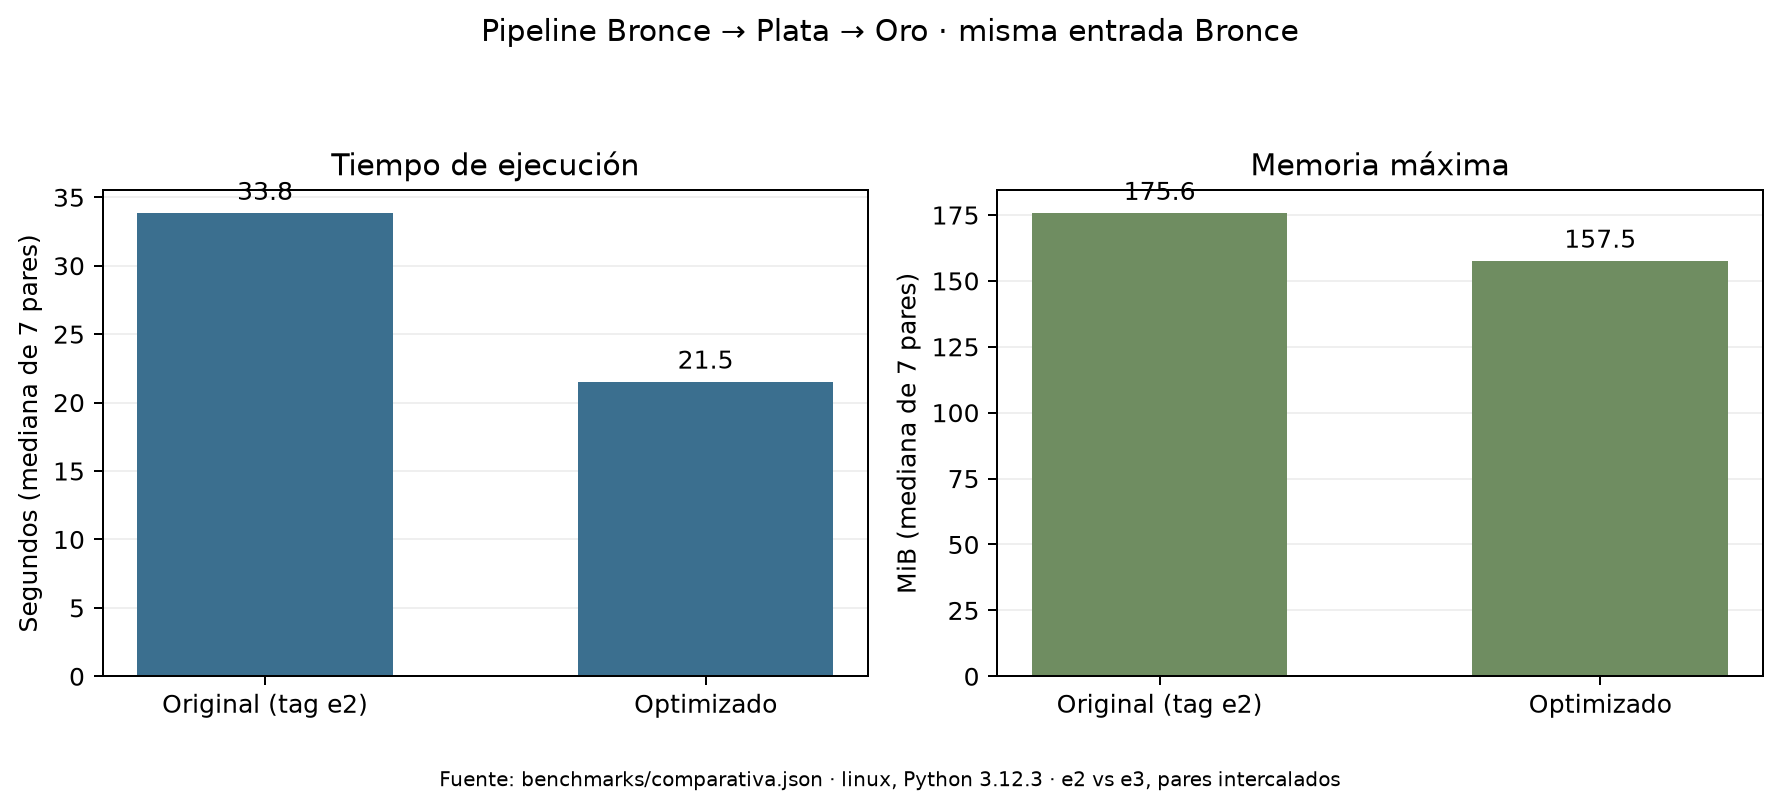 Pipeline Bronce → Plata → Oro · misma entrada Bronce
Tiempo de ejecución
Segundos (mediana de 7 pares)
35
30
25
20
15
10
5
0
33.8
21.5
Original (tag e2)
Optimizado
Memoria máxima
MiB (mediana de 7 pares)
175
150
125
100
75
50
25
0
175.6
157.5
Original (tag e2)
Optimizado
Fuente: benchmarks/comparativa.json · linux, Python 3.12.3 · e2 vs e3, pares intercalados